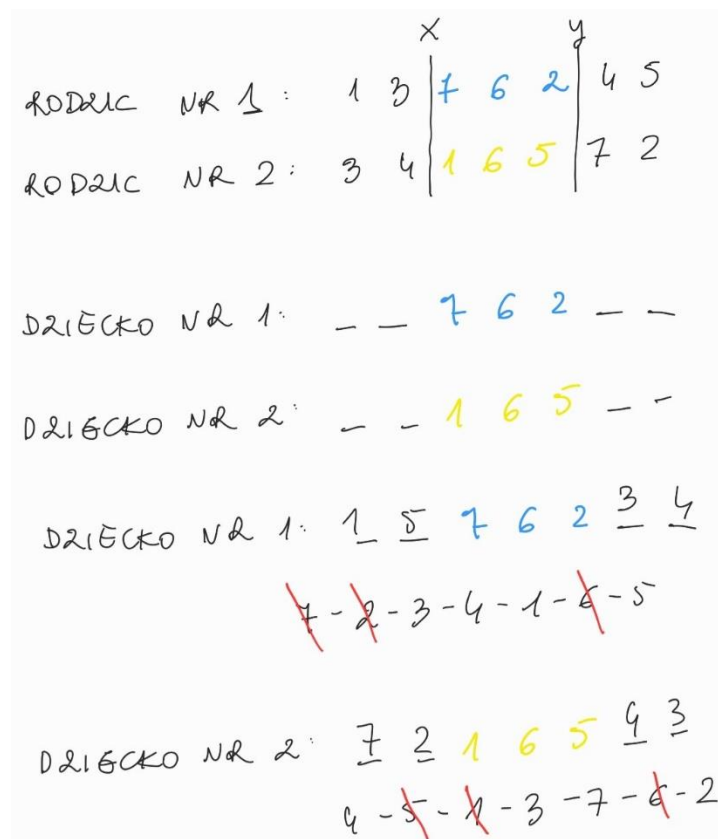 x y
RODZIC NR 1: 1 3 | 7 6 2 | 4 5
RODZIC NR 2: 3 4 | 1 6 5 | 7 2
DZIECKO NR 1: _ _ 7 6 2 _ _
DZIECKO NR 2: _ _ 1 6 5 _ _
DZIECKO NR 1: 1 5 7 6 2 3 4
7 - 2 - 3 - 4 - 1 - 6 - 5
DZIECKO NR 2: 7 2 1 6 5 4 3
4 - 5 - 1 - 3 - 7 - 6 - 2